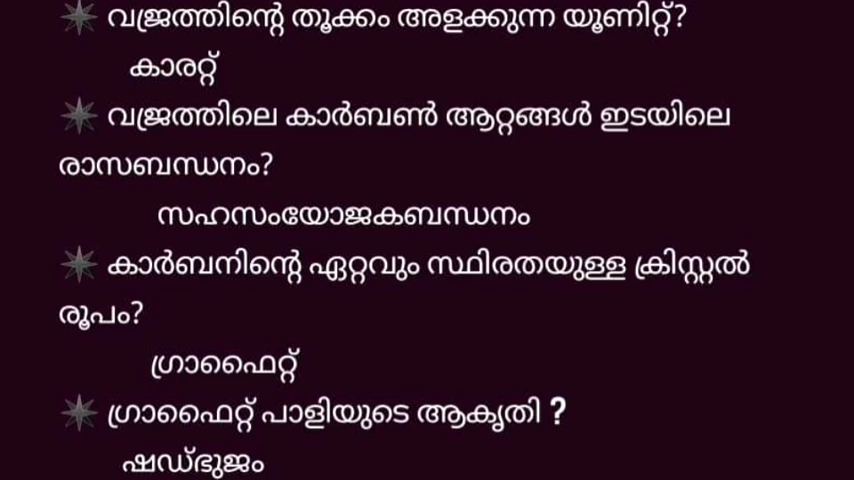 ✴ വജ്രത്തിന്റെ തൂക്കം അളക്കുന്ന യൂണിറ്റ്?
കാരറ്റ്
✴ വജ്രത്തിലെ കാർബൺ ആറ്റങ്ങൾ ഇടയിലെ
രാസബന്ധനം?
സഹസംയോജകബന്ധനം
✴ കാർബനിന്റെ ഏറ്റവും സ്ഥിരതയുള്ള ക്രിസ്റ്റൽ
രൂപം?
ഗ്രാഫൈറ്റ്
✴ ഗ്രാഫൈറ്റ് പാളിയുടെ ആകൃതി ?
ഷഡ്ഭുജം